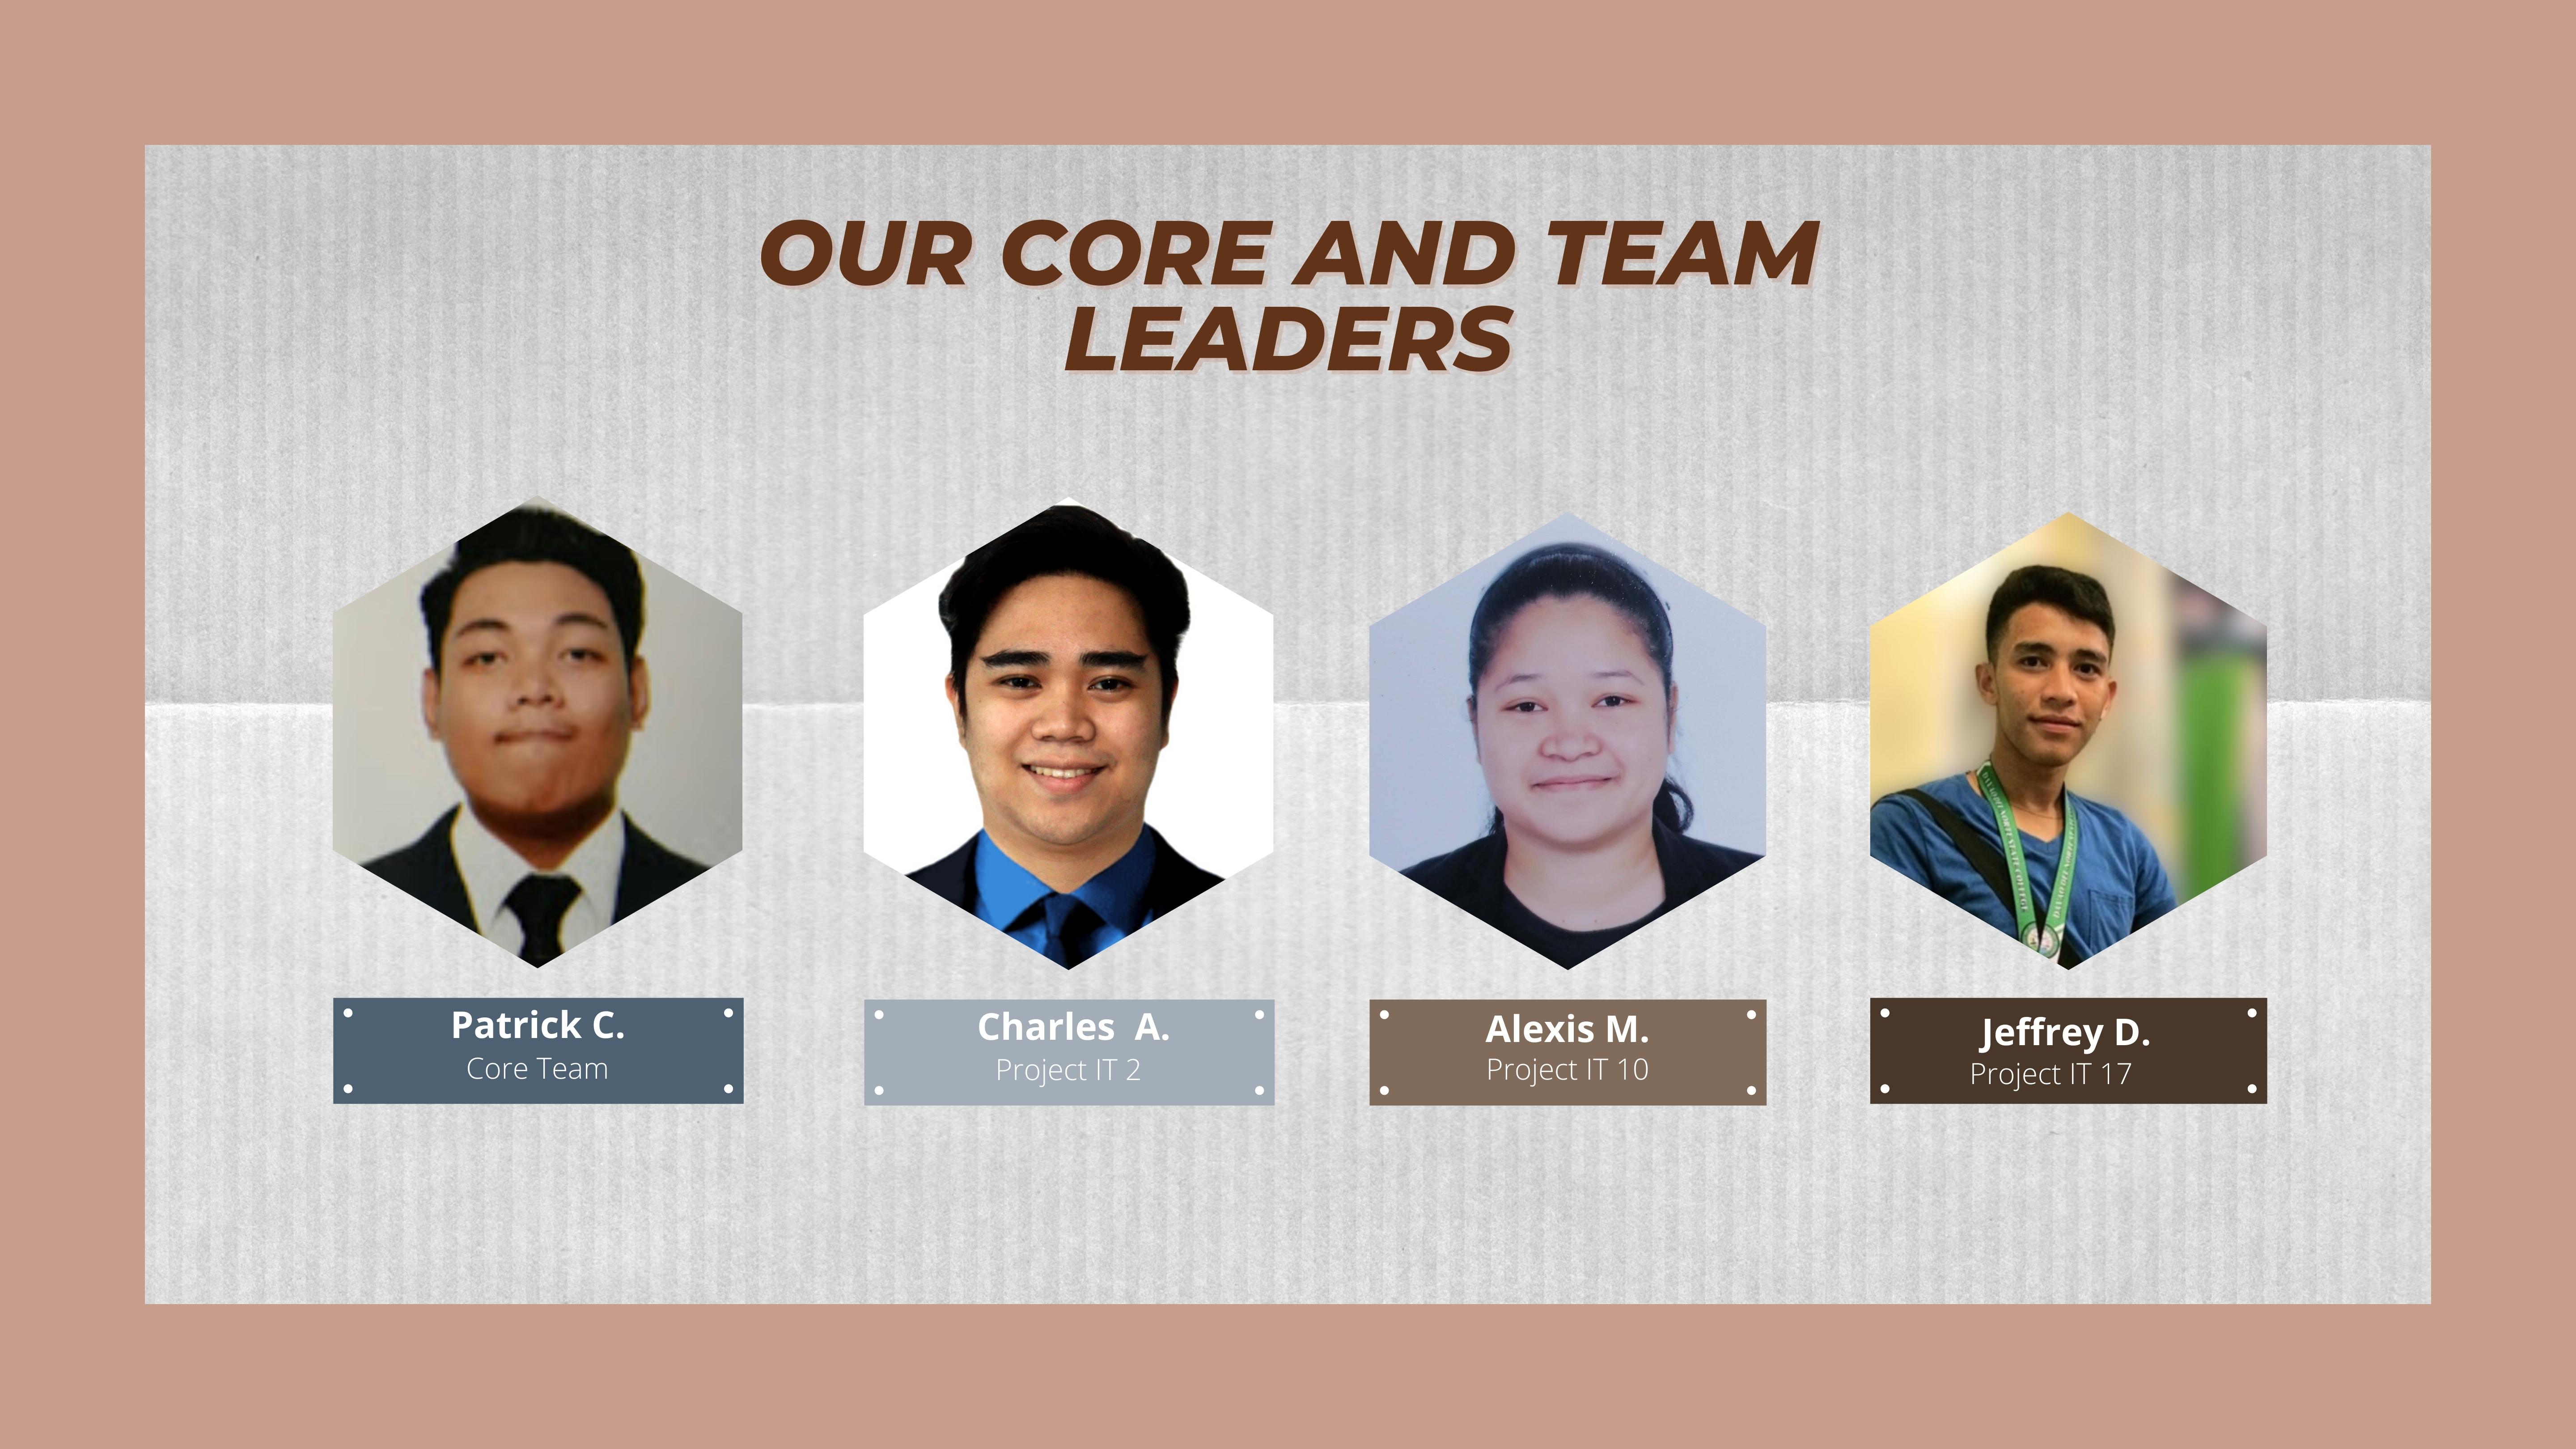 OUR CORE AND TEAM
LEADERS
Patrick C.
Core Team
Charles  A.
Project IT 2
Alexis M.
Project IT 10
Jeffrey D.
Project IT 17